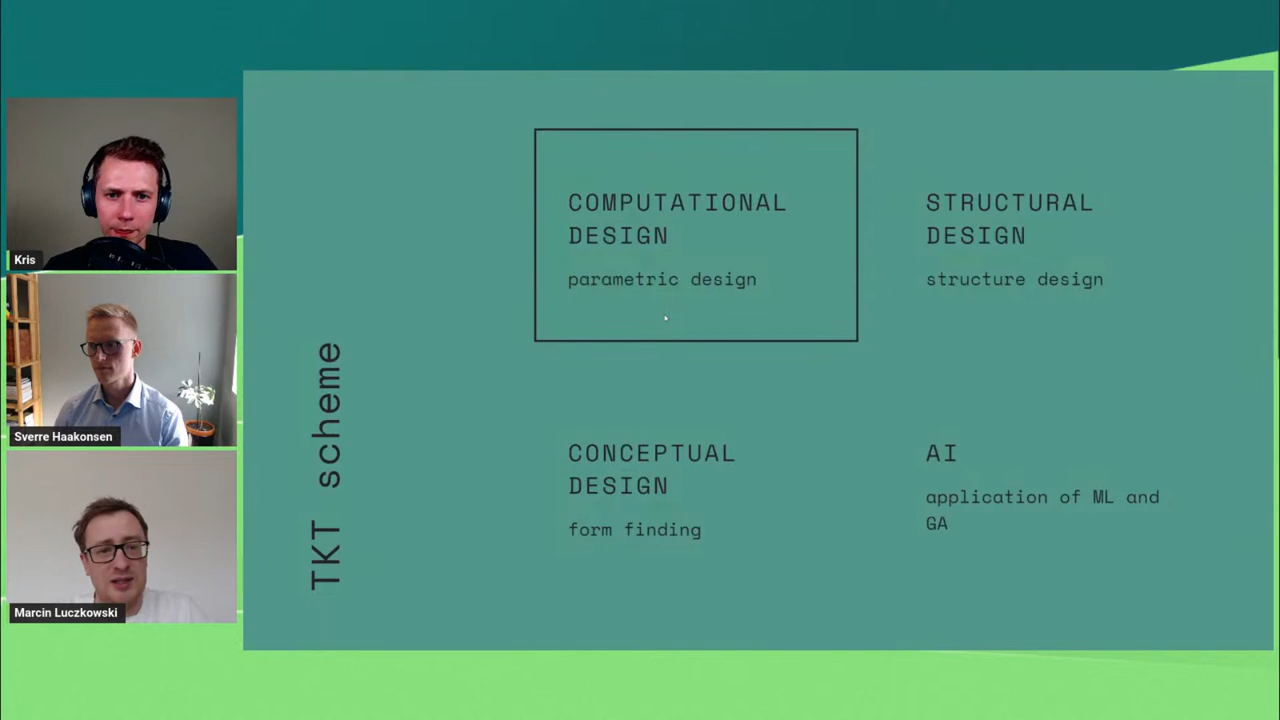 Kris
Sverre Haakonsen
Marcin Luczkowski
TKT scheme
COMPUTATIONAL
DESIGN
parametric design
STRUCTURAL
DESIGN
structure design
CONCEPTUAL
DESIGN
form finding
AI
application of ML and
GA